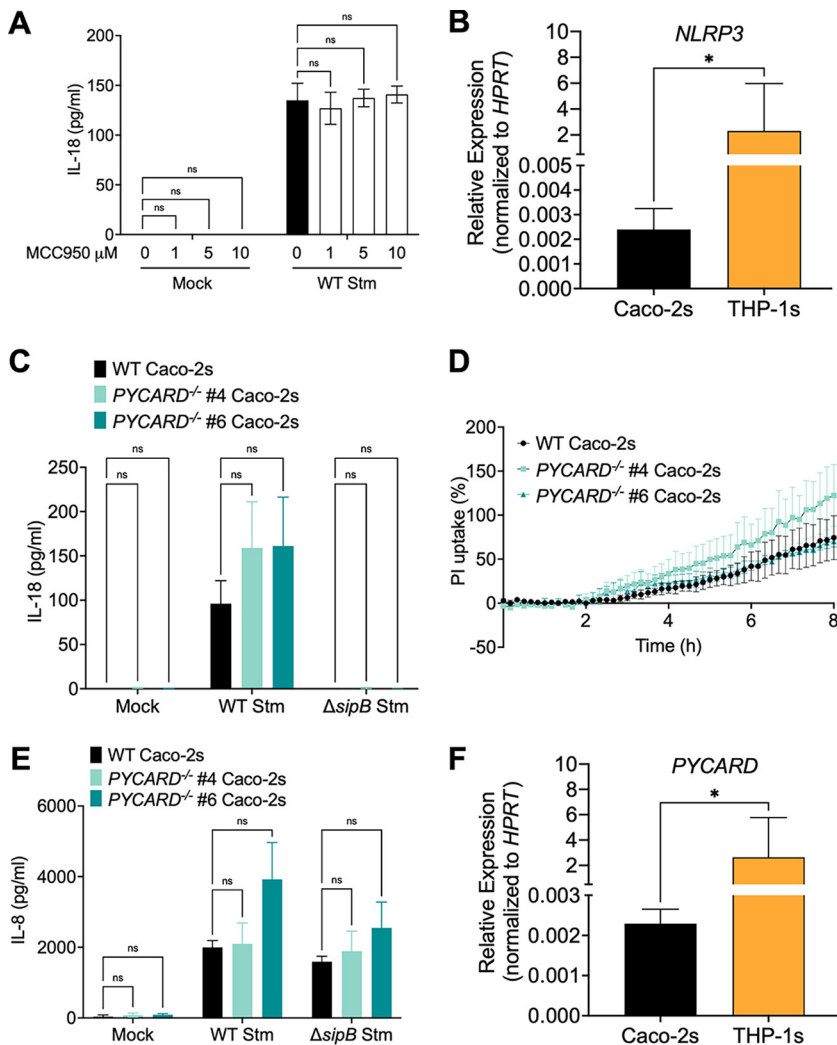 A
IL-18 (pg/ml)
200
150
100
50
0
ns
ns
ns
ns
ns
ns
MCC950 μM
0 1 5 10
0 1 5 10
Mock
WT Stm
B
NLRP3
*
Relative Expression
(normalized to HPRT)
10
8
6
4
2
0.005
0.004
0.003
0.002
0.001
0.000
Caco-2s
THP-1s
C
WT Caco-2s
PYCARD-/- #4 Caco-2s
PYCARD-/- #6 Caco-2s
IL-18 (pg/ml)
250
200
150
100
50
0
ns
ns
ns
ns
ns
ns
Mock
WT Stm
ΔsipB Stm
D
PI uptake (%)
200
150
100
50
0
-50
WT Caco-2s
PYCARD-/- #4 Caco-2s
PYCARD-/- #6 Caco-2s
2 4 6 8
Time (h)
E
WT Caco-2s
PYCARD-/- #4 Caco-2s
PYCARD-/- #6 Caco-2s
IL-8 (pg/ml)
6000
4000
2000
0
ns
ns
ns
ns
ns
ns
Mock
WT Stm
ΔsipB Stm
F
PYCARD
*
Relative Expression
(normalized to HPRT)
10
8
6
4
2
0.003
0.002
0.001
0.000
Caco-2s
THP-1s